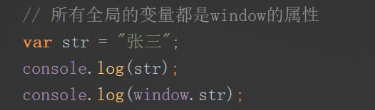 // 所有全局的变量都是window的属性
var str = "张三";
console.log(str);
console.log(window.str);